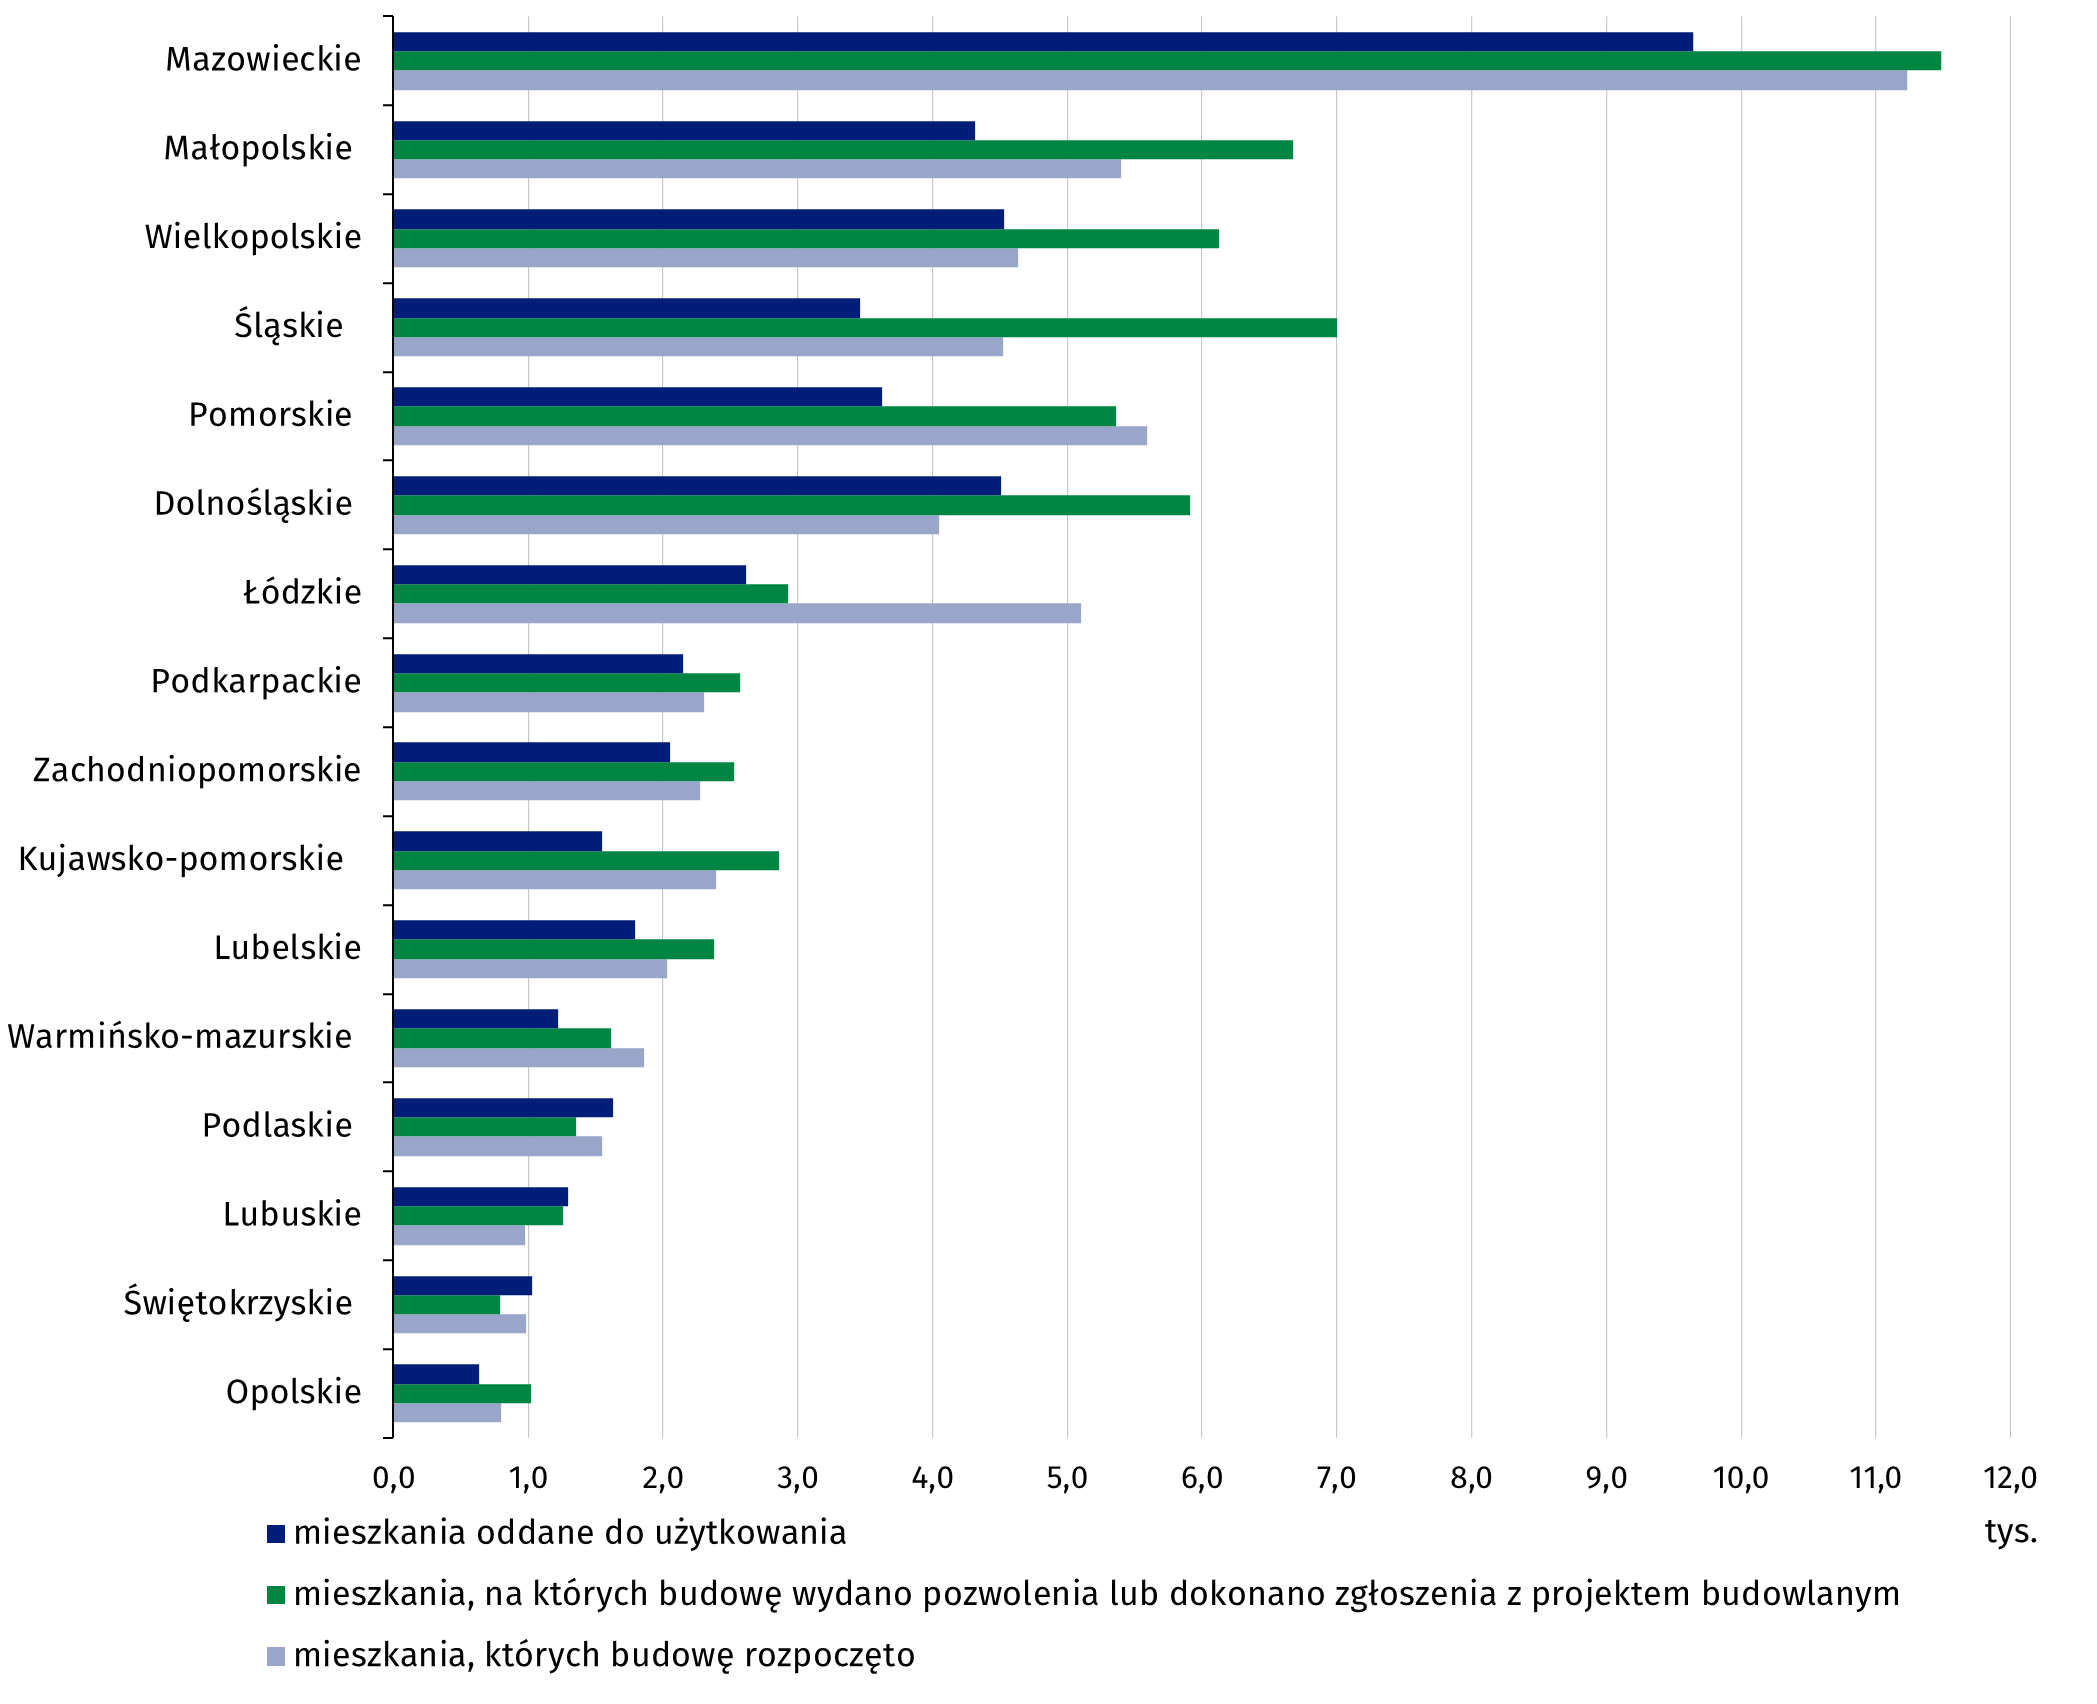 Mazowieckie
Małopolskie
Wielkopolskie
Śląskie
Pomorskie
Dolnośląskie
Łódzkie
Podkarpackie
Zachodniopomorskie
Kujawsko-pomorskie
Lubelskie
Warmińsko-mazurskie
Podlaskie
Lubuskie
Świętokrzyskie
Opolskie
0,0 1,0 2,0 3,0 4,0 5,0 6,0 7,0 8,0 9,0 10,0 11,0 12,0
tys.
mieszkania oddane do użytkowania
mieszkania, na których budowę wydano pozwolenia lub dokonano zgłoszenia z projektem budowlanym
mieszkania, których budowę rozpoczęto